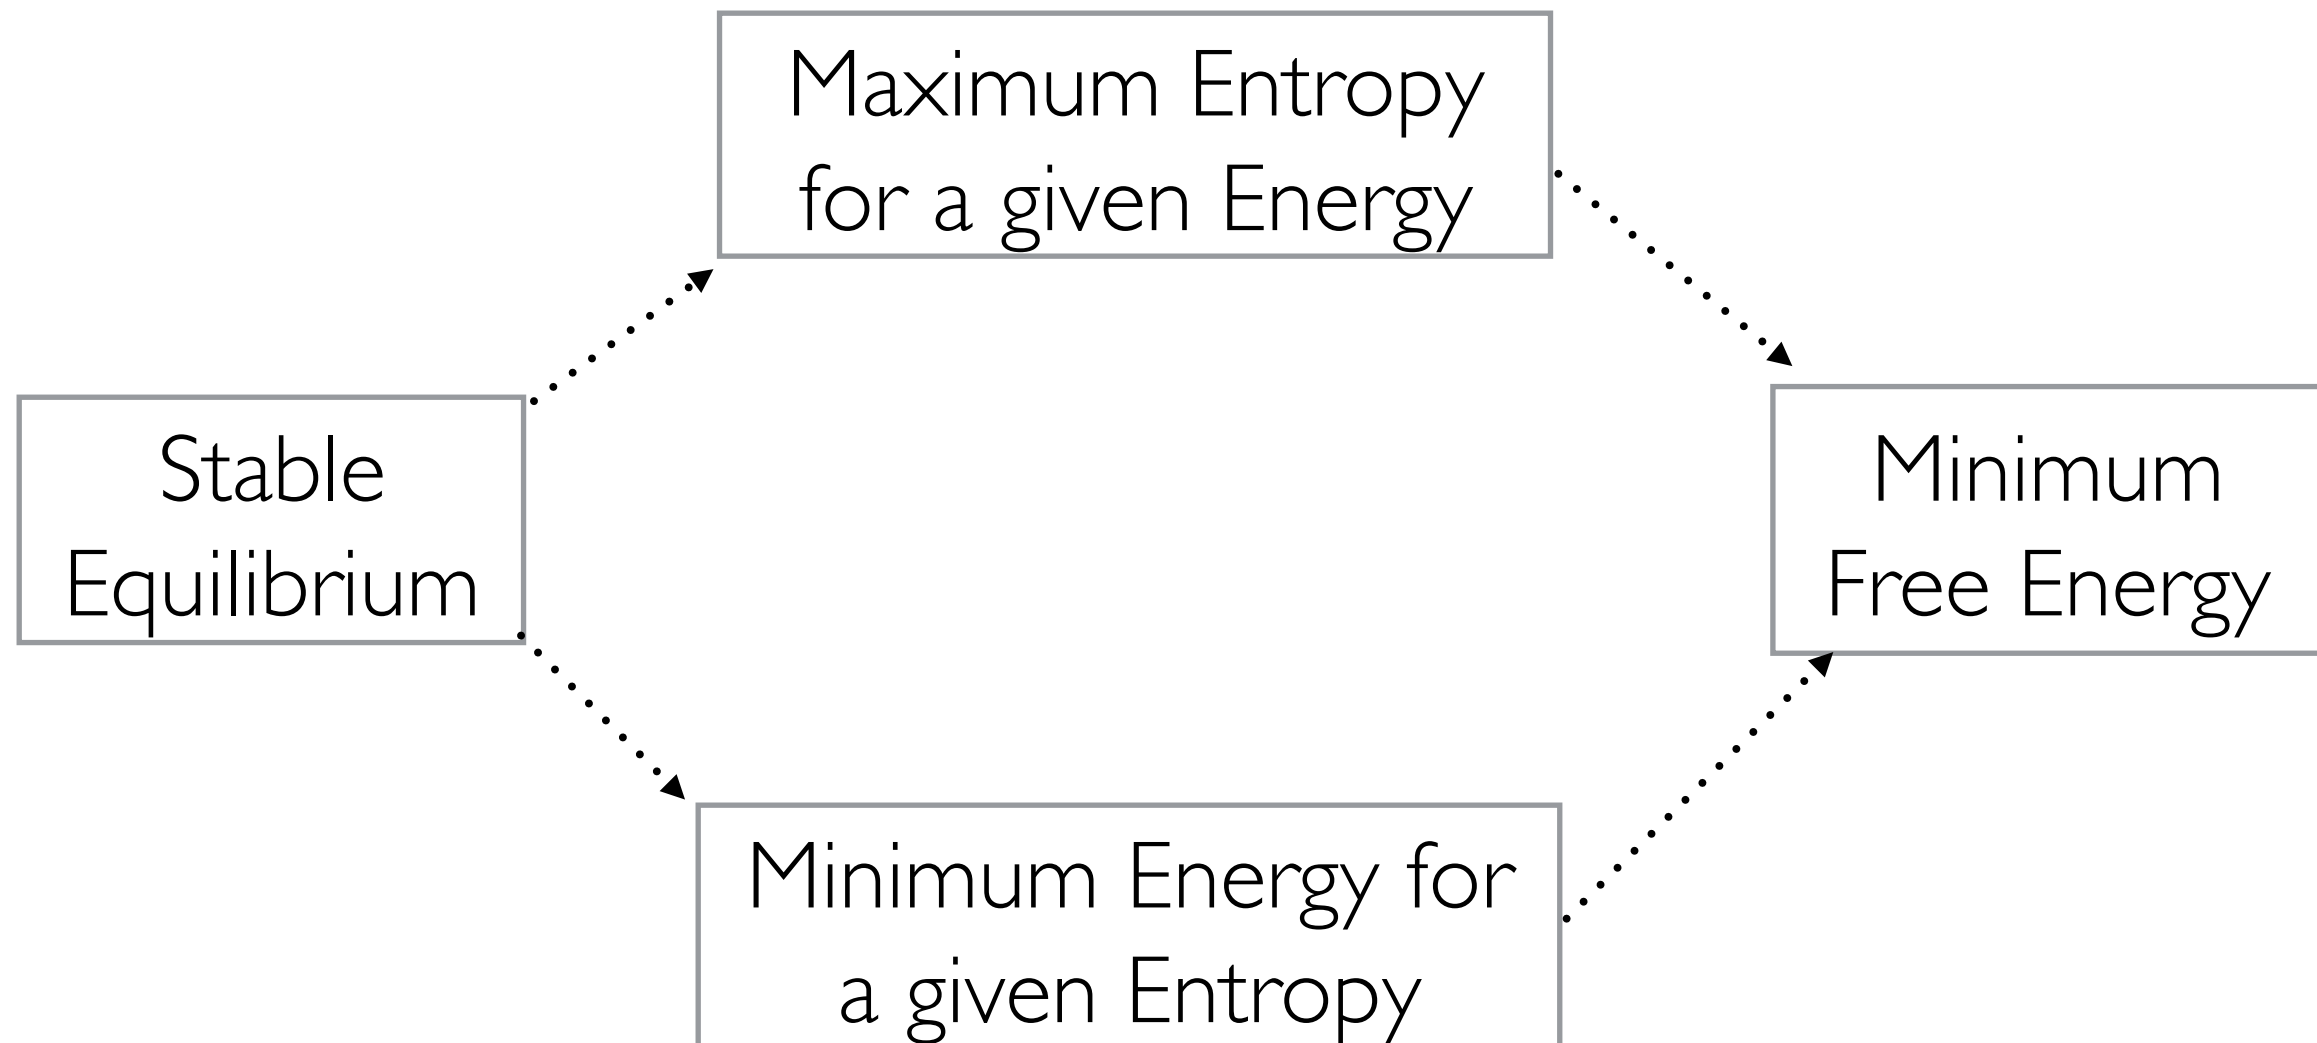 Maximum Entropy
for a given Energy
Stable
Equilibrium
Minimum
Free Energy
Minimum Energy for
a given Entropy